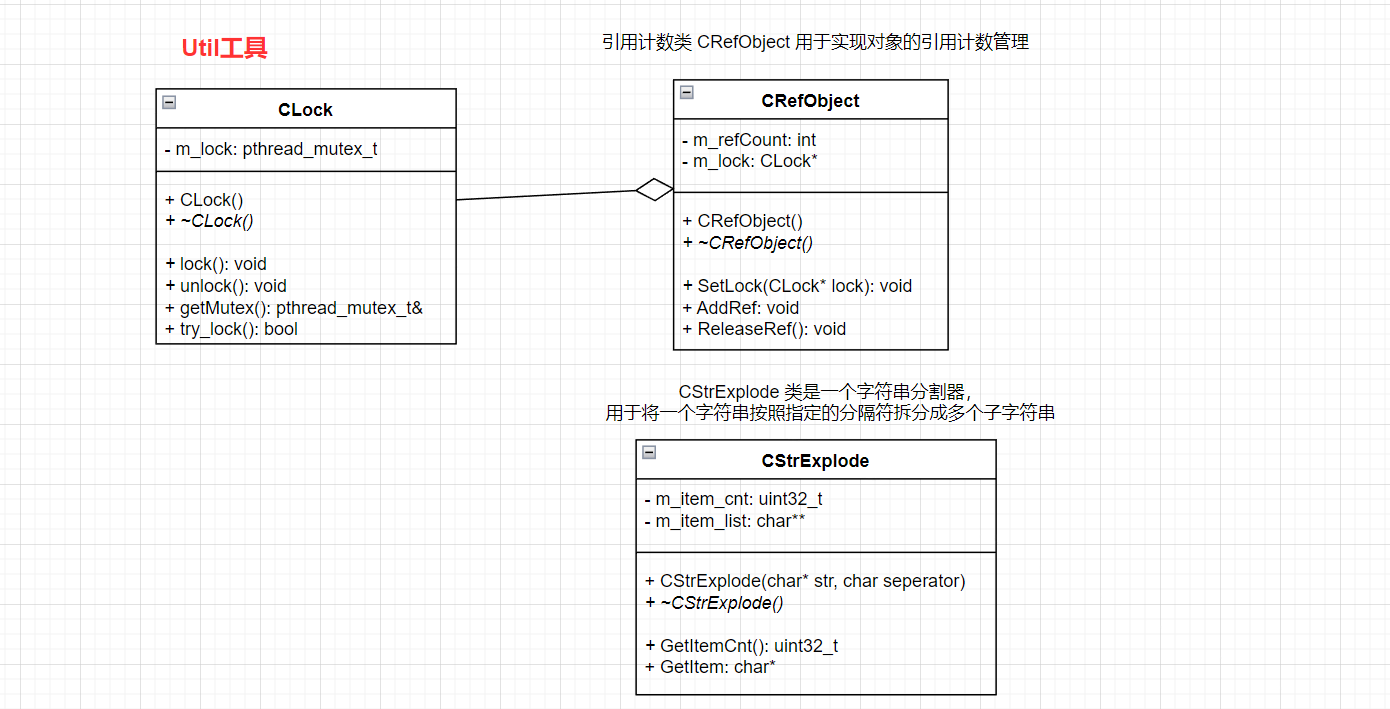 Util工具
CLock
- m_lock: pthread_mutex_t
+ CLock()
+ ~CLock()
+ lock(): void
+ unlock(): void
+ getMutex(): pthread_mutex_t&
+ try_lock(): bool
引用计数类 CRefObject 用于实现对象的引用计数管理
CRefObject
- m_refCount: int
- m_lock: CLock*
+ CRefObject()
+ ~CRefObject()
+ SetLock(CLock* lock): void
+ AddRef: void
+ ReleaseRef(): void
CStrExplode 类是一个字符串分割器，
用于将一个字符串按照指定的分隔符拆分成多个子字符串
CStrExplode
- m_item_cnt: uint32_t
- m_item_list: char**
+ CStrExplode(char* str, char seperator)
+ ~CStrExplode()
+ GetItemCnt(): uint32_t
+ GetItem: char*